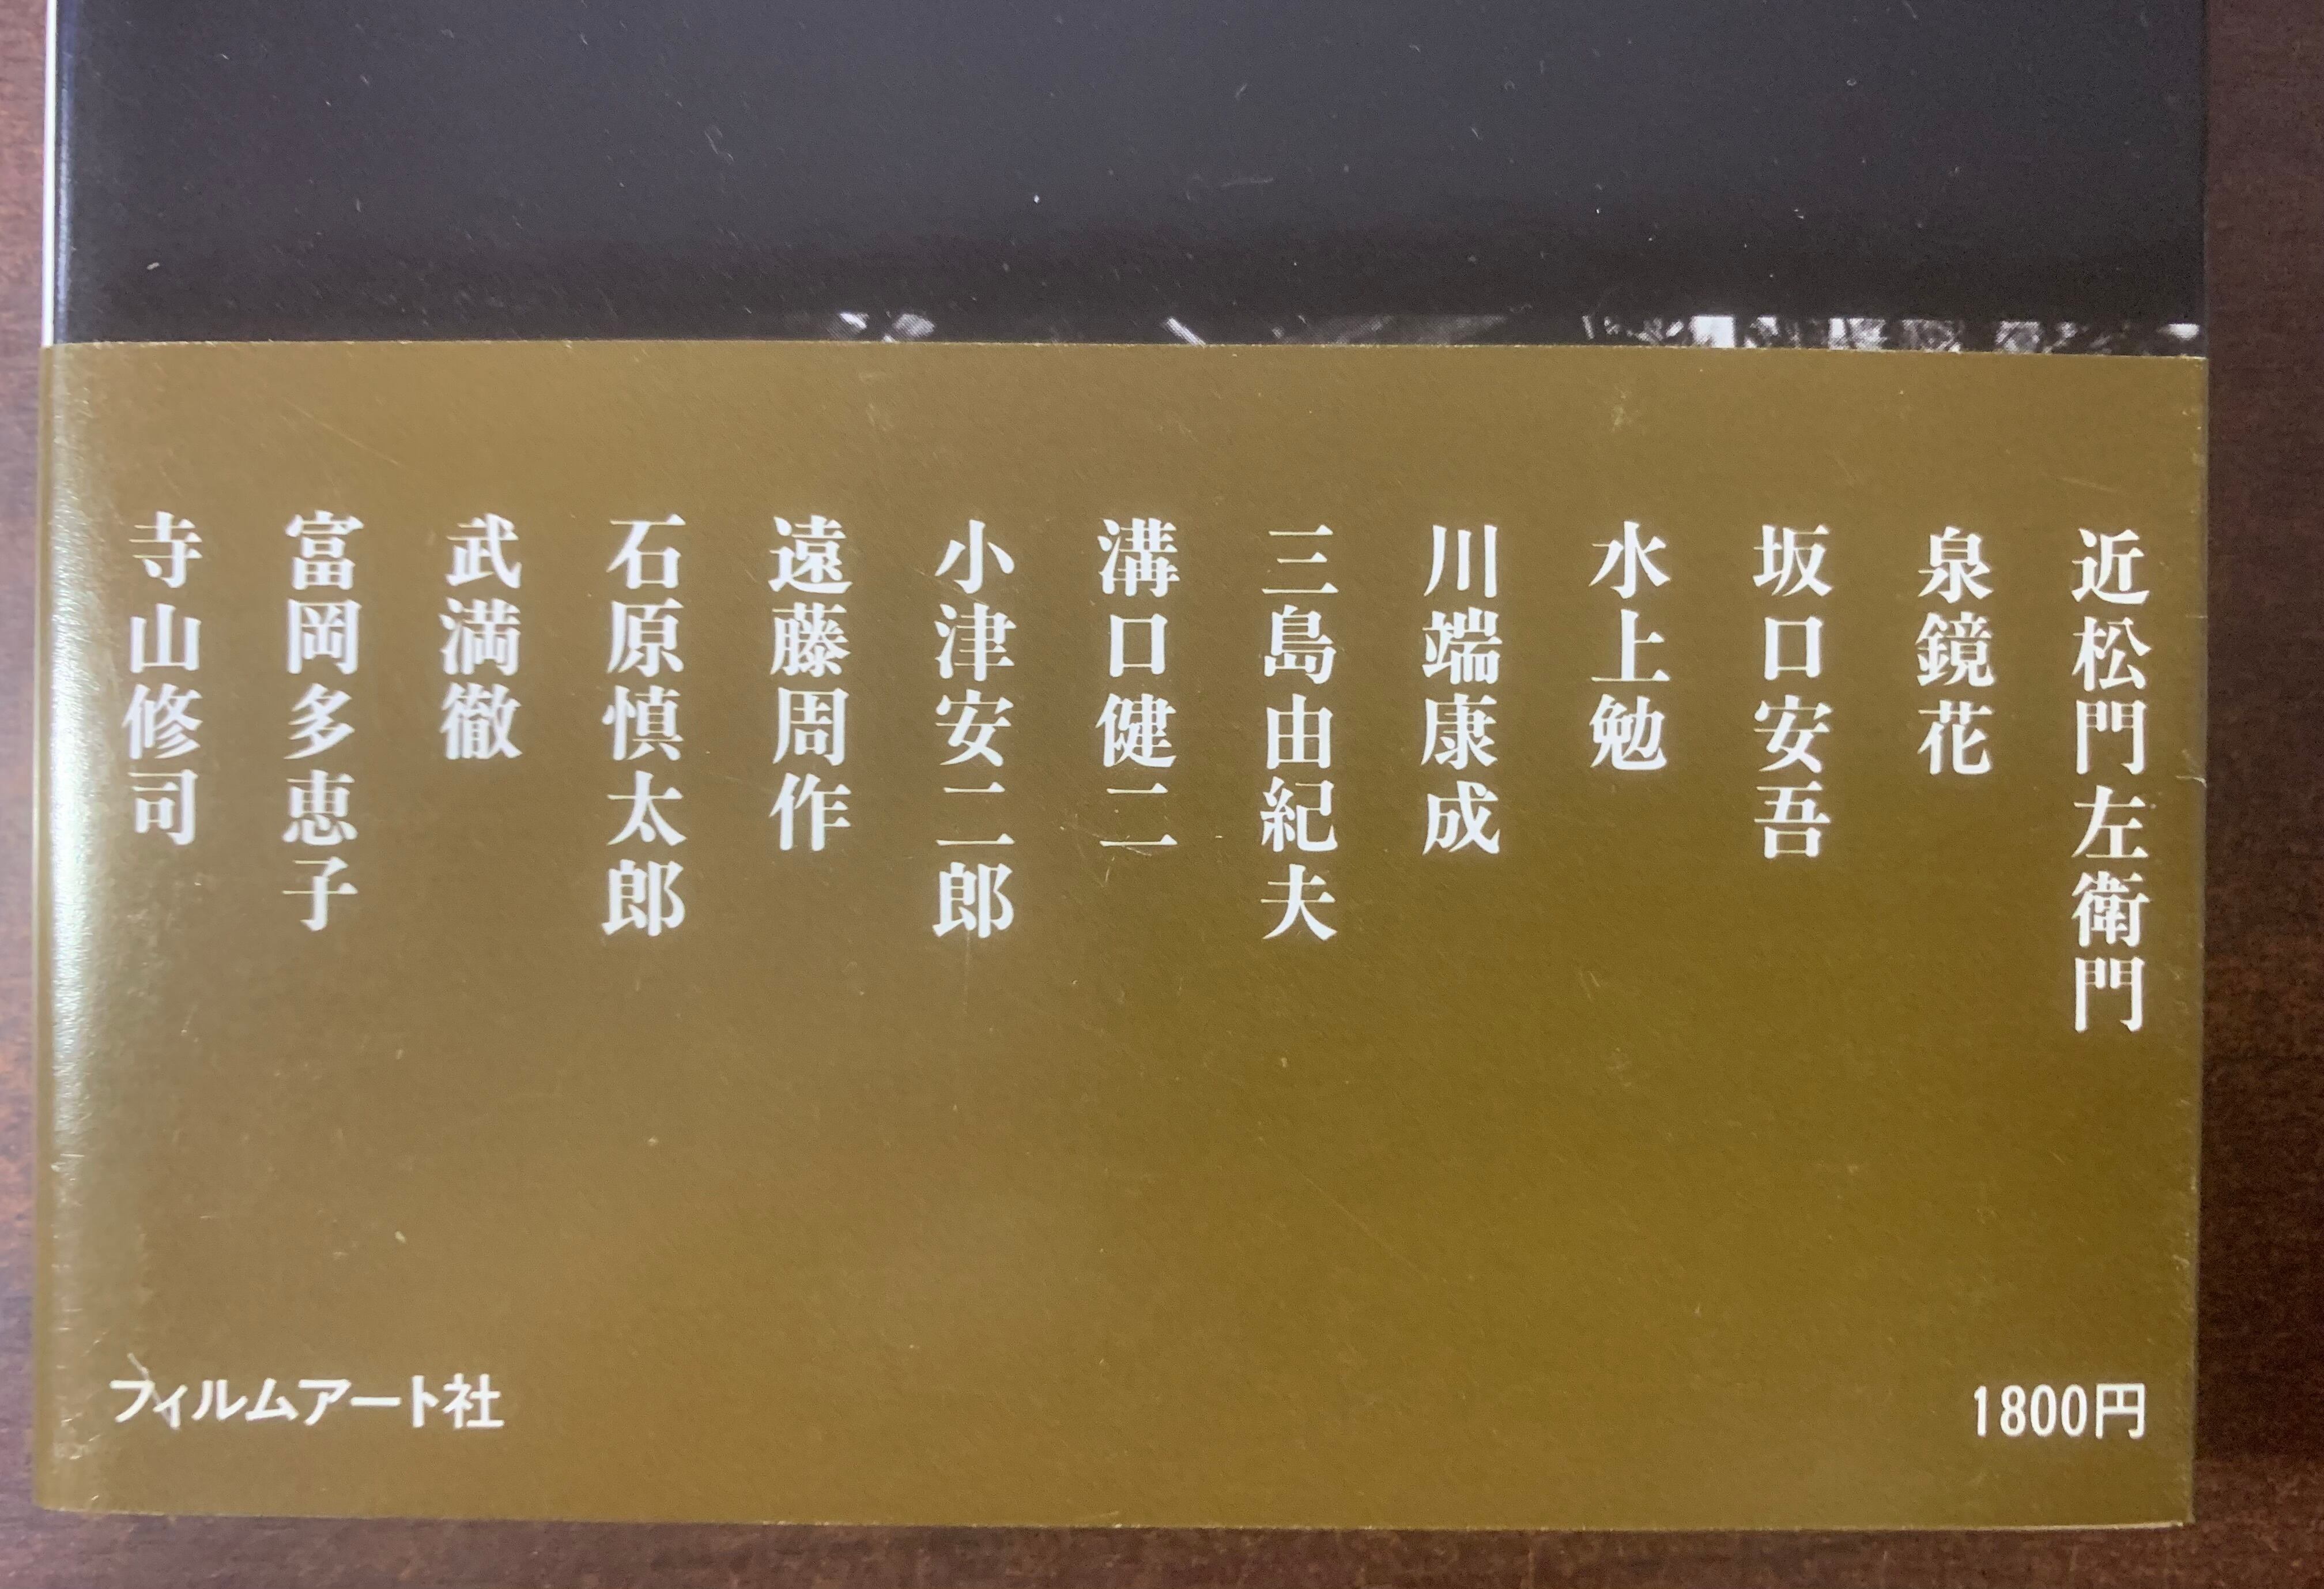 近松門左衛門
泉鏡花
坂口安吾
水上勉
川端康成
三島由紀夫
溝口健二
小津安二郎
遠藤周作
石原慎太郎
武満徹
富岡多恵子
寺山修司
フィルムアート社
1800円